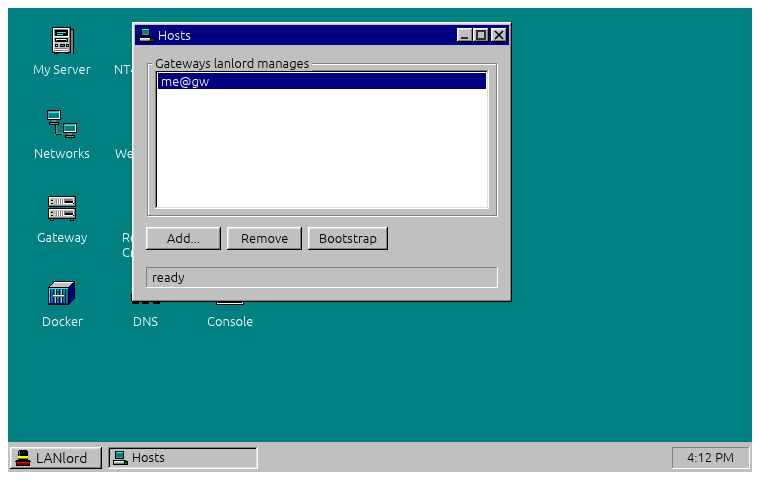 Hosts
Gateways lanlord manages
me@gw
Add...
Remove
Bootstrap
ready
My Server
Networks
Gateway
Docker
DNS
Console
LANlord
Hosts
4:12 PM